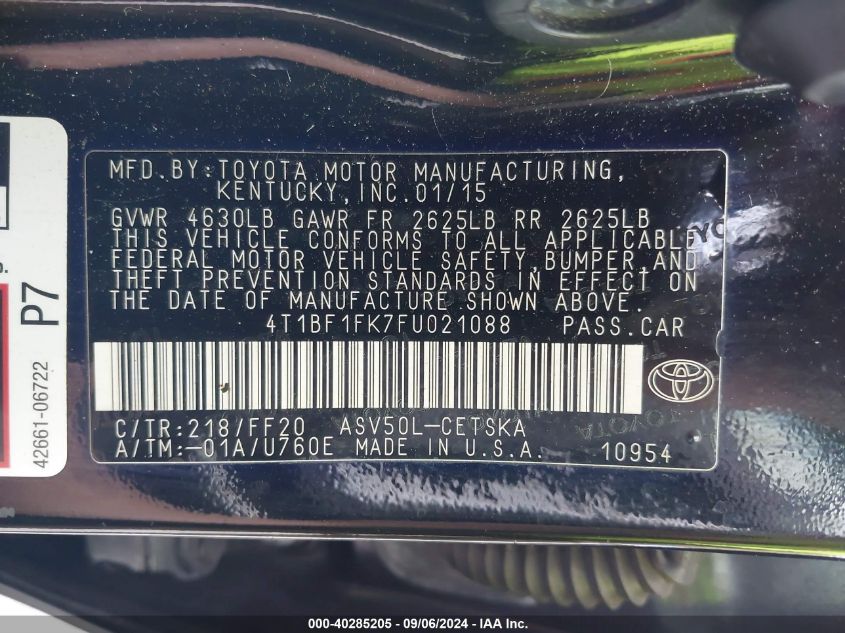 MFD.BY:TOYOTA MOTOR MANUFACTURING,
KENTUCKY,INC.01/15
GVWR 4630LB GAWR FR 2625LB RR 2625LB
THIS VEHICLE CONFORMS TO ALL APPLICABLE
FEDERAL MOTOR VEHICLE SAFETY,BUMPER,AND
THEFT PREVENTION STANDARDS IN EFFECT ON
THE DATE OF MANUFACTURE SHOWN ABOVE.
4T1BF1FK7FU021088 PASS.CAR
C/TR:218/FF20 ASV50L-CETSKA
A/TM:-01A/U760E MADE IN U.S.A. 10954
P7
42661-06722
000-40285205 - 09/06/2024 - IAA Inc.